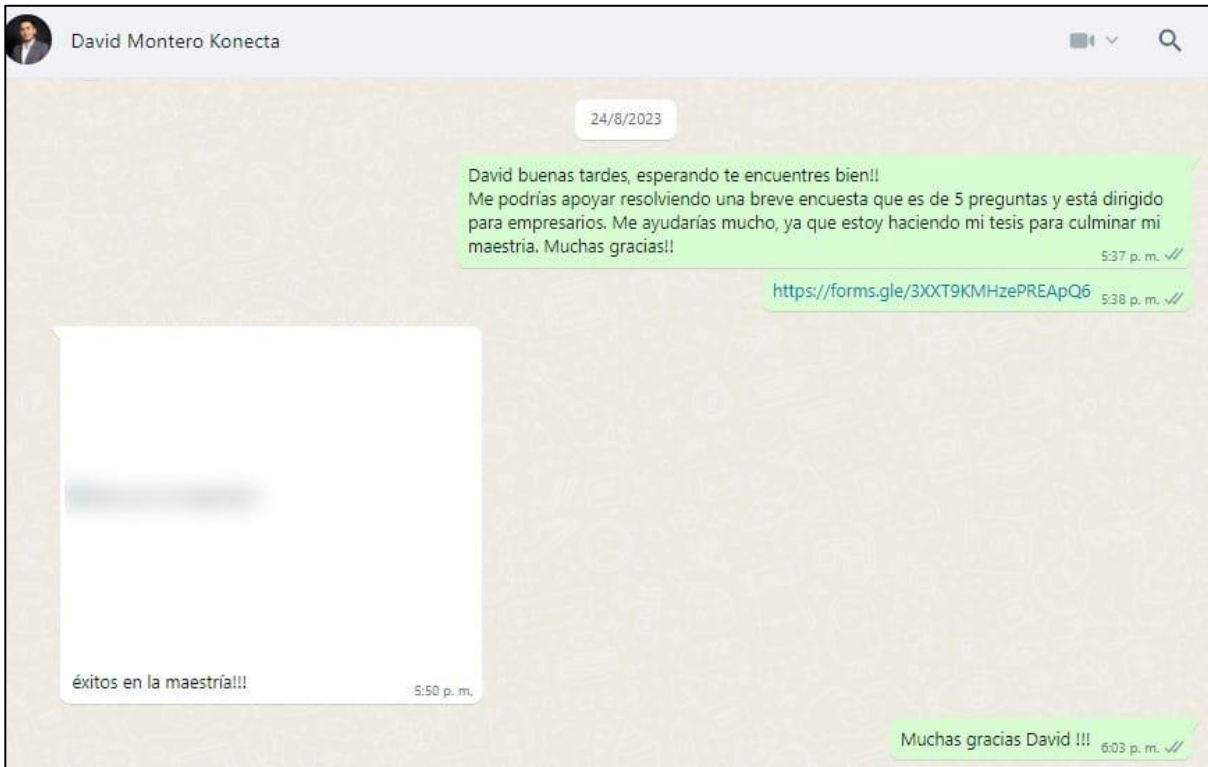 David Montero Konecta
24/8/2023
David buenas tardes, esperando te encuentres bien!!
Me podrías apoyar resolviendo una breve encuesta que es de 5 preguntas y está dirigido
para empresarios. Me ayudarías mucho, ya que estoy haciendo mi tesis para culminar mi
maestria. Muchas gracias!!
5:37 p. m.
https://forms.gle/3XXT9KMHzePREApQ6 5:38 p. m.
éxitos en la maestría!!! 5:50 p. m.
Muchas gracias David !!! 6:03 p. m.